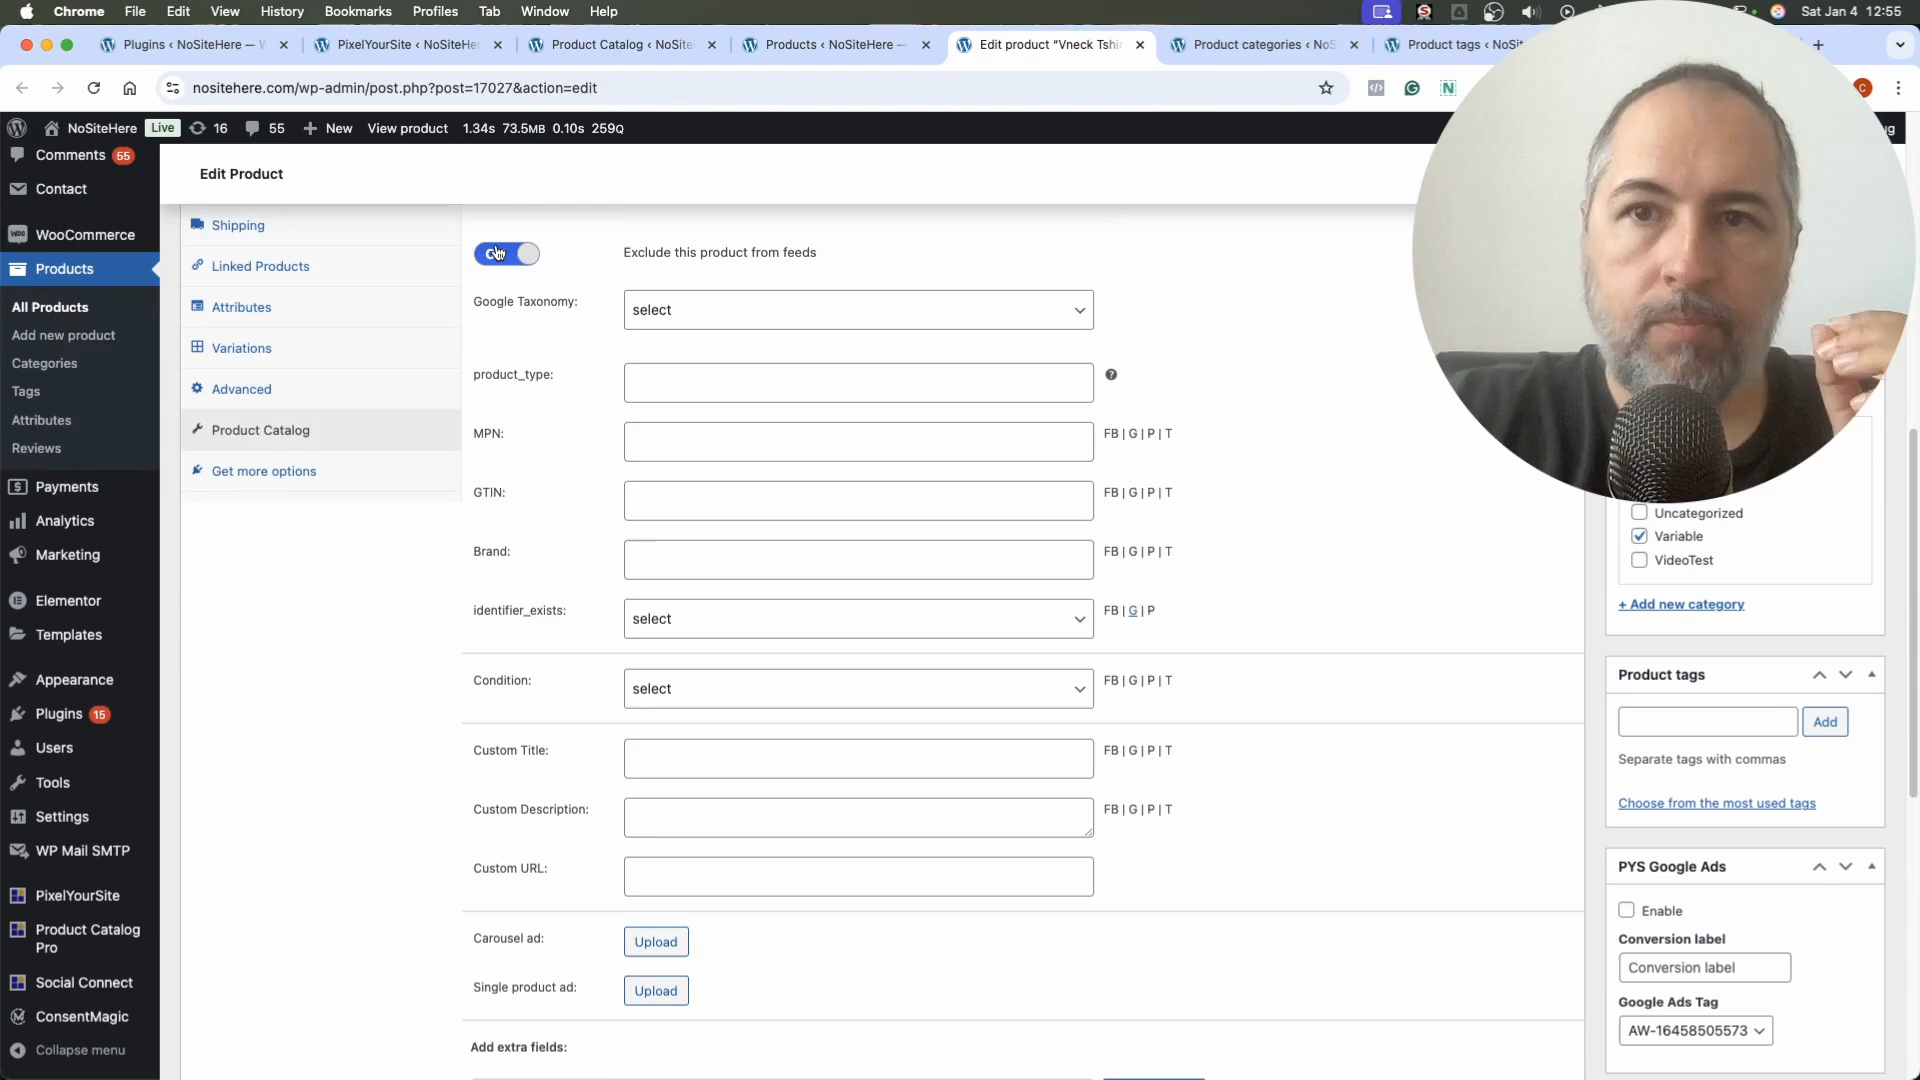 Chrome File Edit View History Bookmarks Profiles Tab Window Help Sat Jan 4 12:55
Plugins ‹ NoSiteHere — PixelYourSite ‹ NoSiteHer Product Catalog ‹ NoSite Products ‹ NoSiteHere — Edit product “Vneck Tshir Product categories ‹ NoS Product tags ‹ NoSit
nositehere.com/wp-admin/post.php?post=17027&action=edit
NoSiteHere Live 16 55 New View product 1.34s 73.5MB 0.10s 259Q
Comments 55
Contact
WooCommerce
Products
All Products
Add new product
Categories
Tags
Attributes
Reviews
Payments
Analytics
Marketing
Elementor
Templates
Appearance
Plugins 15
Users
Tools
Settings
WP Mail SMTP
PixelYourSite
Product Catalog
Pro
Social Connect
ConsentMagic
Collapse menu
Edit Product
Shipping
Linked Products
Attributes
Variations
Advanced
Product Catalog
Get more options
Exclude this product from feeds
Google Taxonomy: select
product_type:
MPN: FB | G | P | T
GTIN: FB | G | P | T
Brand: FB | G | P | T
identifier_exists: select FB | G | P
Condition: select FB | G | P | T
Custom Title: FB | G | P | T
Custom Description: FB | G | P | T
Custom URL:
Carousel ad: Upload
Single product ad: Upload
Add extra fields:
Uncategorized
Variable
VideoTest
+ Add new category
Product tags
Add
Separate tags with commas
Choose from the most used tags
PYS Google Ads
Enable
Conversion label
Conversion label
Google Ads Tag
AW-16458505573